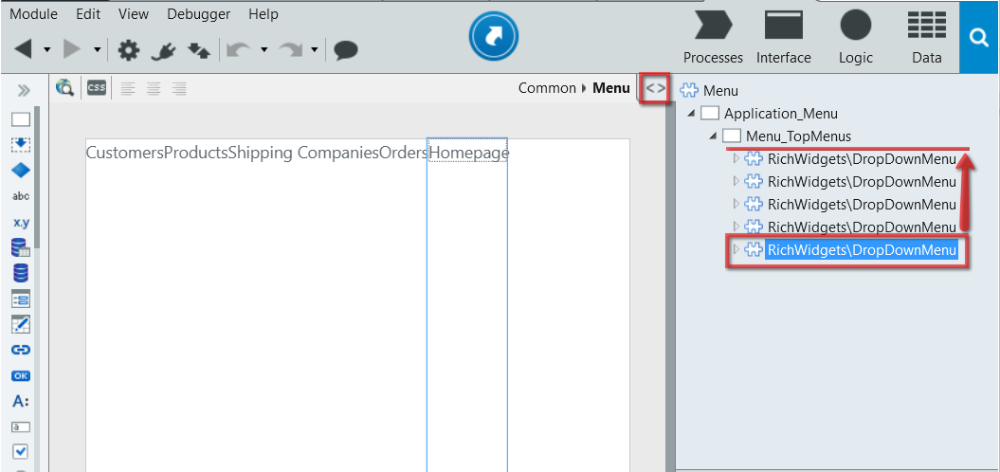 Module Edit View Debugger Help
Processes Interface Logic Data
CSS
Common Menu <>
Menu
Application_Menu
Menu_TopMenus
RichWidgets\DropDownMenu
RichWidgets\DropDownMenu
RichWidgets\DropDownMenu
RichWidgets\DropDownMenu
RichWidgets\DropDownMenu
CustomersProductsShipping CompaniesOrdersHomepage
abc
x.y
OK
A:
a